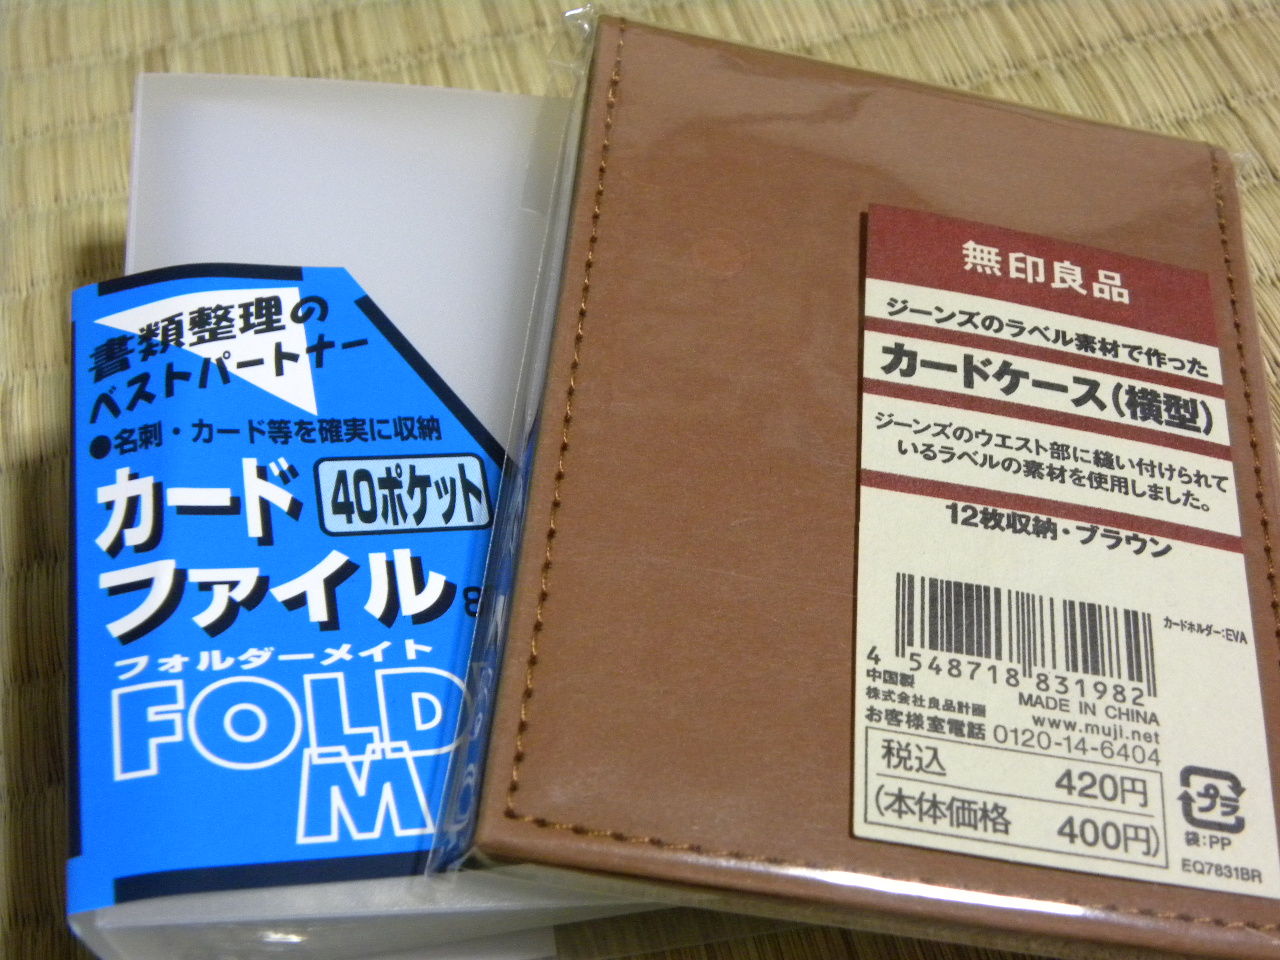 書類整理の
ベストパートナー
●名刺・カード等を確実に収納
カード
40ポケット
ファイル
フォルダーメイト
FOLD
M
無印良品
ジーンズのラベル素材で作った
カードケース(横型)
ジーンズのウエスト部に縫い付けられて
いるラベルの素材を使用しました。
12枚収納・ブラウン
カードホルダー:EVA
4 548718 831982
中国製 MADE IN CHINA
株式会社良品計画 www.muji.net
お客様室電話 0120-14-6404
税込 420円
(本体価格 400円)
プラ
袋:PP
EQ7831BR